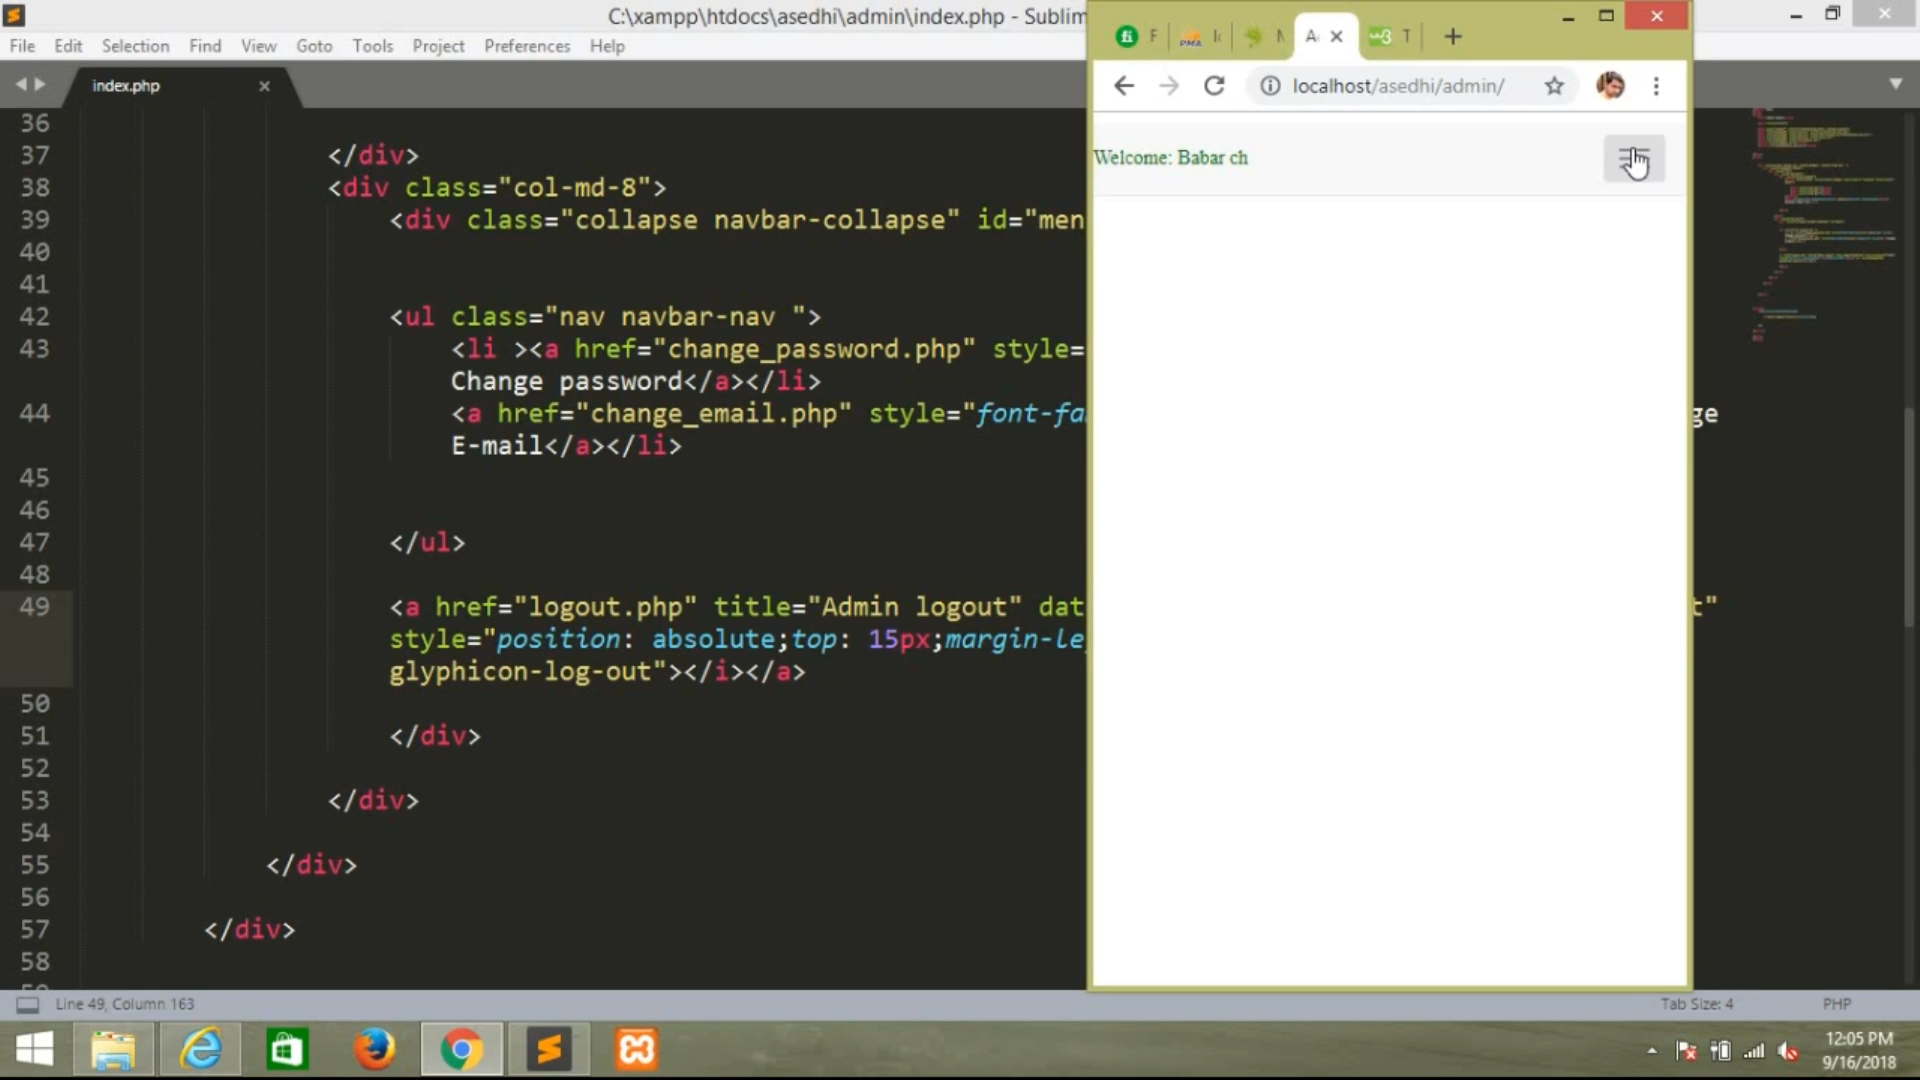 C:\xampp\htdocs\asedhi\admin\index.php - Sublim
File Edit Selection Find View Goto Tools Project Preferences Help
index.php
localhost/asedhi/admin/
Welcome: Babar ch
36
37 </div>
38 <div class="col-md-8">
39 <div class="collapse navbar-collapse" id="men
40
41
42 <ul class="nav navbar-nav ">
43 <li ><a href="change_password.php" style=
Change password</a></li>
44 <a href="change_email.php" style="font-fa ge
E-mail</a></li>
45
46
47 </ul>
48
49 <a href="logout.php" title="Admin logout" dat t"
style="position: absolute;top: 15px;margin-le
glyphicon-log-out"></i></a>
50
51 </div>
52
53 </div>
54
55 </div>
56
57 </div>
58
Line 49, Column 163
Tab Size: 4
PHP
12:05 PM
9/16/2018